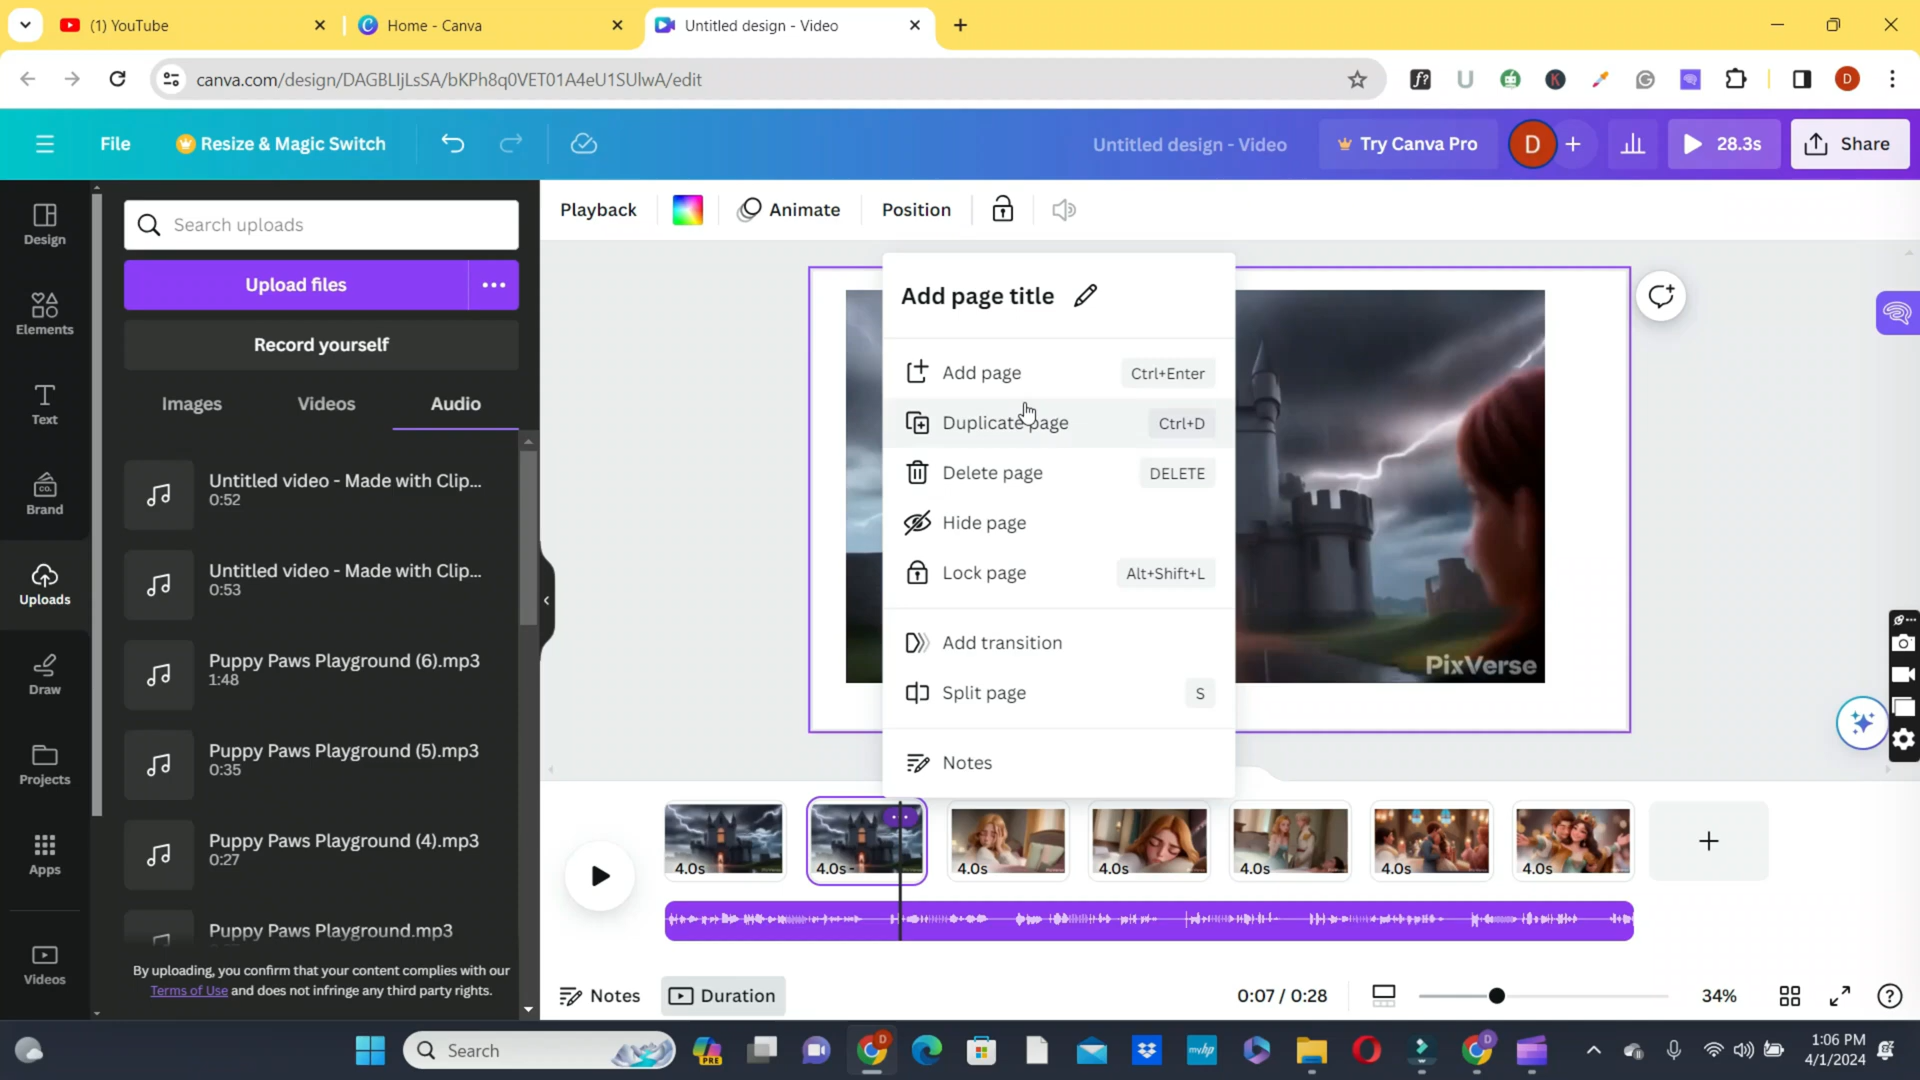 (1) YouTube
Home - Canva
Untitled design - Video
canva.com/design/DAGBLIjLsSA/bKPh8q0VET01A4eU1SUlwA/edit
File
Resize & Magic Switch
Untitled design - Video
Try Canva Pro
D
28.3s
Share
Design
Elements
Text
Brand
Uploads
Draw
Projects
Apps
Videos
Search uploads
Upload files
Record yourself
Images
Videos
Audio
Untitled video - Made with Clip...
0:52
Untitled video - Made with Clip...
0:53
Puppy Paws Playground (6).mp3
1:48
Puppy Paws Playground (5).mp3
0:35
Puppy Paws Playground (4).mp3
0:27
Puppy Paws Playground.mp3
By uploading, you confirm that your content complies with our
Terms of Use and does not infringe any third party rights.
Playback
Animate
Position
Add page title
Add page Ctrl+Enter
Duplicate page Ctrl+D
Delete page DELETE
Hide page
Lock page Alt+Shift+L
Add transition
Split page S
Notes
PixVerse
4.0s
4.0s
4.0s
4.0s
4.0s
4.0s
4.0s
Notes
Duration
0:07 / 0:28
34%
Search
PRE
myhp
1:06 PM
4/1/2024